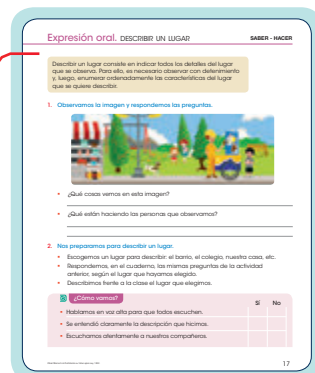 Expresión oral. DESCRIBIR UN LUGAR
SABER - HACER
Describir un lugar consiste en indicar todos los detalles del lugar
que se observa. Para ello, es necesario observar con detenimiento
y, luego, enumerar ordenadamente las características del lugar
que se quiere describir.
1. Observamos la imagen y respondemos las preguntas.
• ¿Qué cosas vemos en esta imagen?
• ¿Qué están haciendo las personas que observamos?
2. Nos preparamos para describir un lugar.
• Escogemos un lugar para describir: el barrio, el colegio, nuestra casa, etc.
• Respondemos, en el cuaderno, las mismas preguntas de la actividad
anterior, según el lugar que hayamos elegido.
• Describimos frente a la clase el lugar que elegimos.
¿Cómo vamos?
Sí No
• Hablamos en voz alta para que todos escuchen.
• Se entendió claramente la descripción que hicimos.
• Escuchamos atentamente a nuestros compañeros.
17